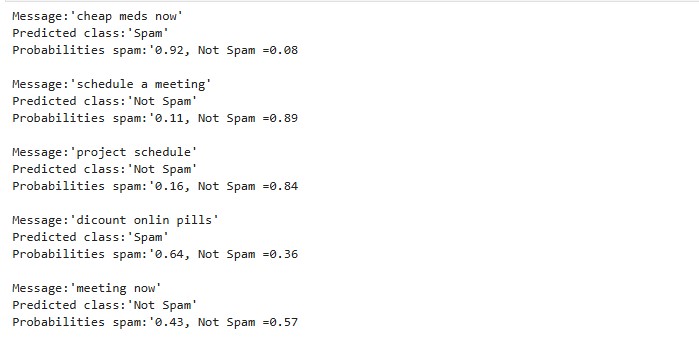 Message:'cheap meds now'
Predicted class:'Spam'
Probabilities spam:'0.92, Not Spam =0.08
Message:'schedule a meeting'
Predicted class:'Not Spam'
Probabilities spam:'0.11, Not Spam =0.89
Message:'project schedule'
Predicted class:'Not Spam'
Probabilities spam:'0.16, Not Spam =0.84
Message:'dicount onlin pills'
Predicted class:'Spam'
Probabilities spam:'0.64, Not Spam =0.36
Message:'meeting now'
Predicted class:'Not Spam'
Probabilities spam:'0.43, Not Spam =0.57